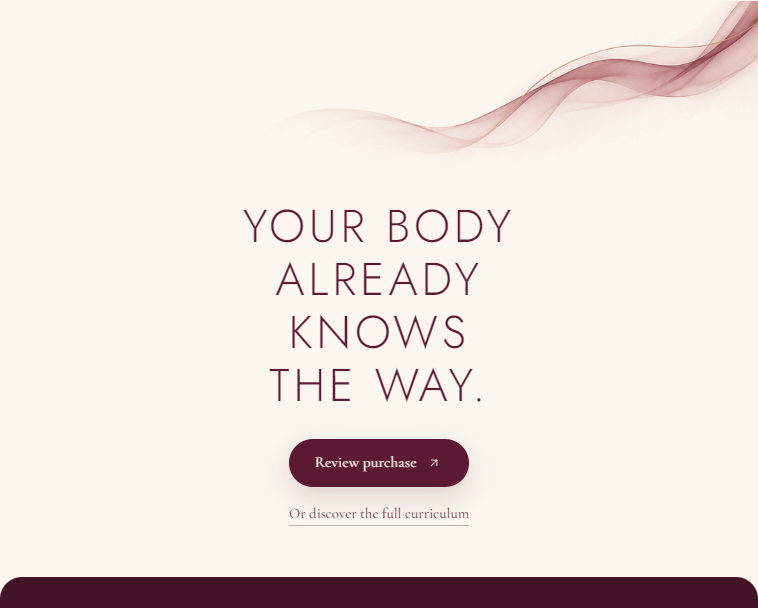 YOUR BODY
ALREADY
KNOWS
THE WAY.
Review purchase
Or discover the full curriculum